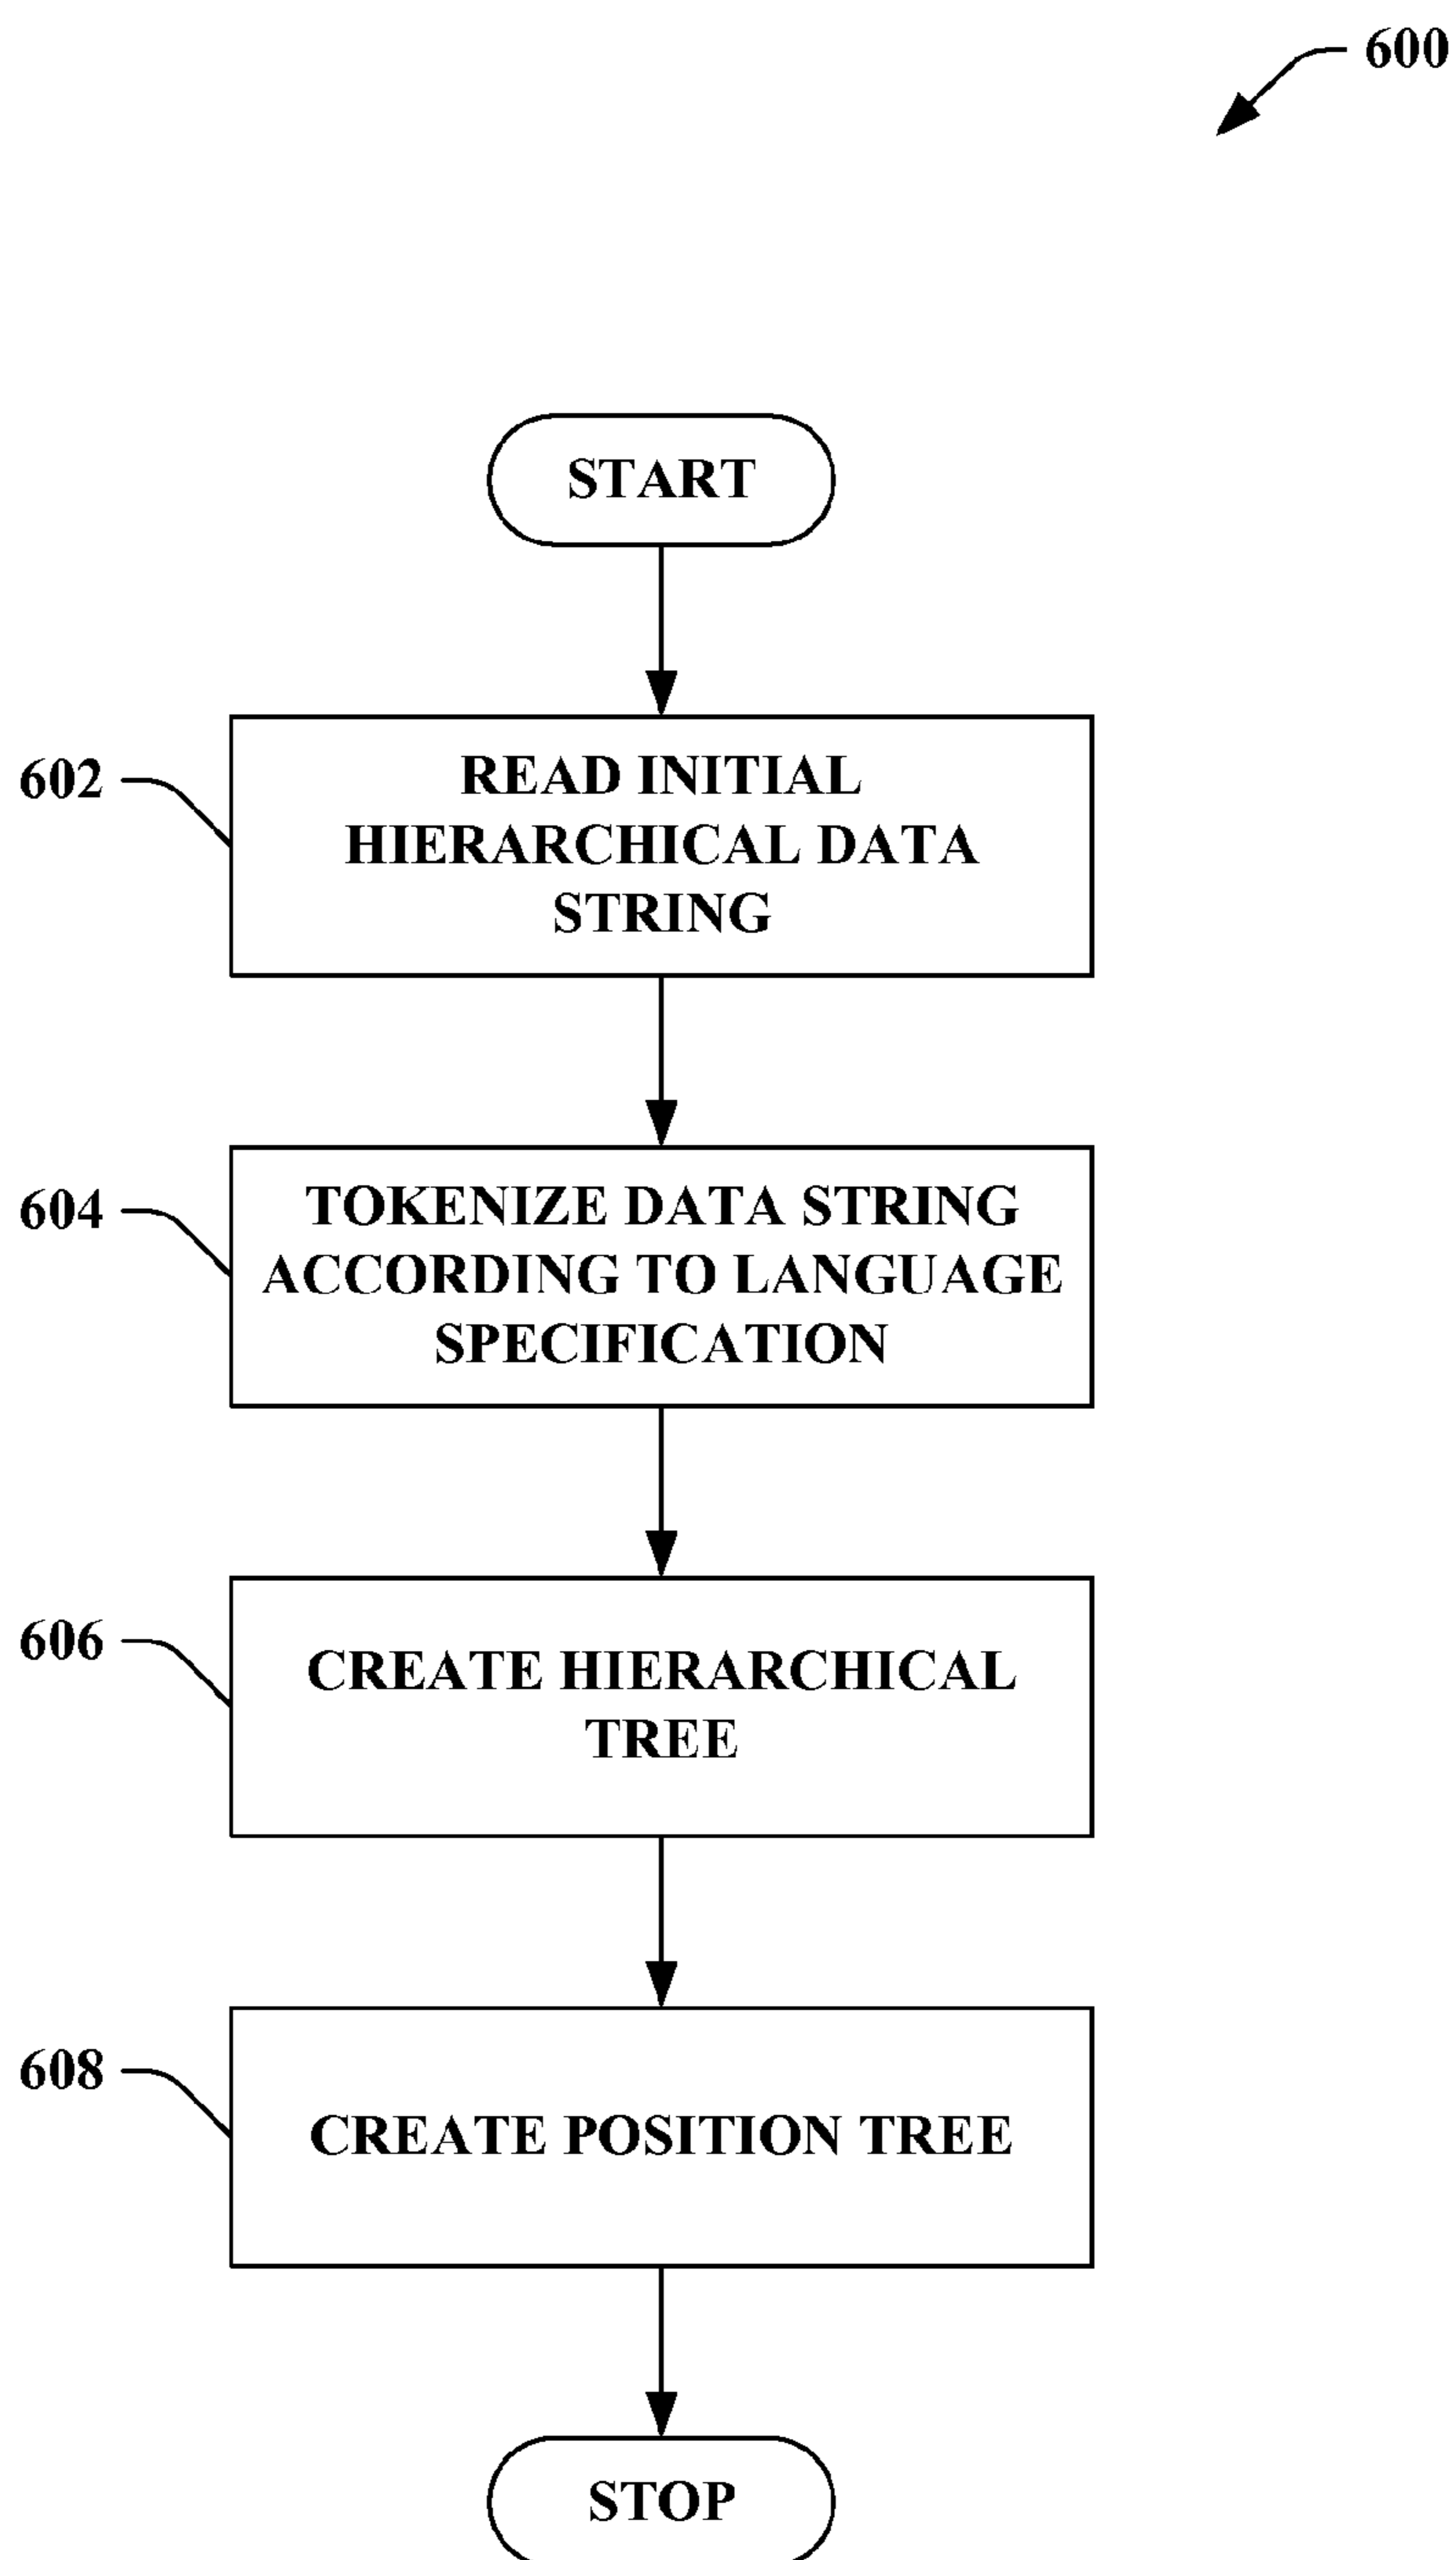 600
START
602
READ INITIAL
HIERARCHICAL DATA
STRING
604
TOKENIZE DATA STRING
ACCORDING TO LANGUAGE
SPECIFICATION
606
CREATE HIERARCHICAL
TREE
608
CREATE POSITION TREE
STOP